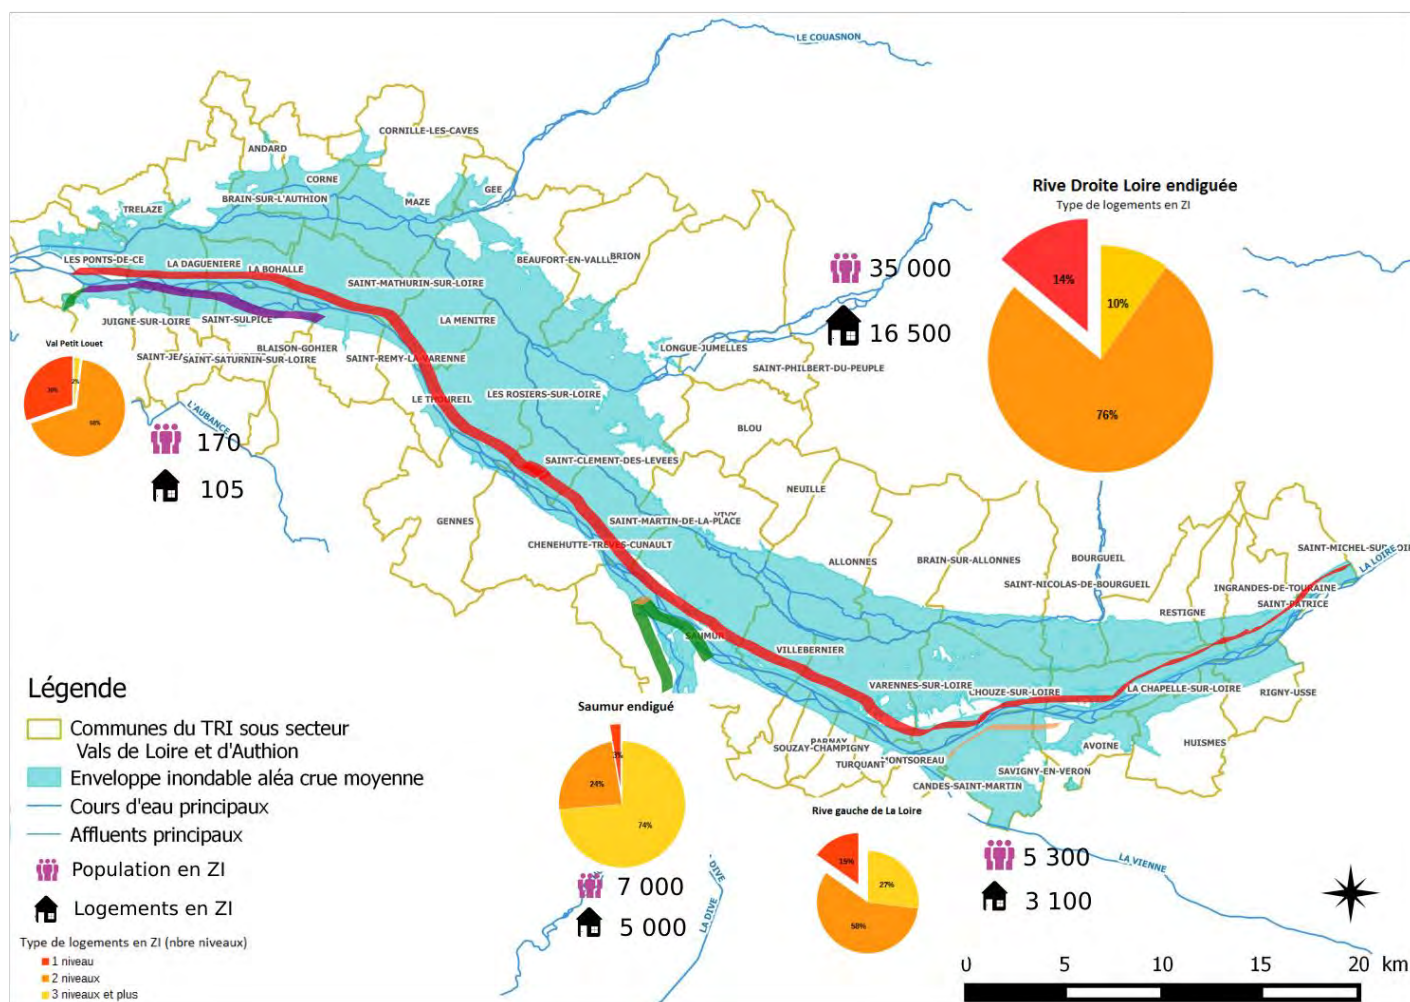 LE COUASNON
CORNILLE-LES-CAVES
ANDARD
CORNE
GEE
BRAIN-SUR-L'AUTHION
MAZE
TRELAZE
Rive Droite Loire endiguée
Type de logements en ZI
14%
10%
76%
35 000
16 500
BEAUFORT-EN-VALLEE
BRION
LES PONTS-DE-CE
LA DAGUENIERE
LA BOHALLE
SAINT-MATHURIN-SUR-LOIRE
LA MENITRE
JUIGNE-SUR-LOIRE
SAINT-SULPICE
Val Petit Louet
BLAISON-GOHIER
SAINT-SATURNIN-SUR-LOIRE
SAINT-REMY-LA-VARENNE
LONGUE-JUMELLES
SAINT-PHILBERT-DU-PEUPLE
2%
LE THOUREIL
LES ROSIERS-SUR-LOIRE
L'AUBANCE
BLOU
170
105
SAINT-CLEMENT-DES-LEVEES
NEUILLE
GENNES
SAINT-MARTIN-DE-LA-PLACE
CHENEHUTTE-TREVES-CUNAULT
ALLONNES
BRAIN-SUR-ALLONNES
BOURGUEIL
SAINT-NICOLAS-DE-BOURGUEIL
LA LOIRE
INGRANDES-DE-TOURAINE
SAINT-PATRICE
RESTIGNE
SAUMUR
VILLEBERNIER
VARENNES-SUR-LOIRE
CHOUZE-SUR-LOIRE
LA CHAPELLE-SUR-LOIRE
RIGNY-USSE
PARNAY
SOUZAY-CHAMPIGNY
TURQUANT
MONTSOREAU
AVOINE
HUISMES
SAVIGNY-EN-VERON
CANDES-SAINT-MARTIN
Saumur endigué
24%
74%
7 000
5 000
LA DIVE
DIVE
Rive gauche de La Loire
15%
27%
58%
5 300
3 100
LA VIENNE
Légende
Communes du TRI sous secteur
Vals de Loire et d'Authion
Enveloppe inondable aléa crue moyenne
Cours d'eau principaux
Affluents principaux
Population en ZI
Logements en ZI
Type de logements en ZI (nbre niveaux)
1 niveau
2 niveaux
3 niveaux et plus
0 5 10 15 20 km